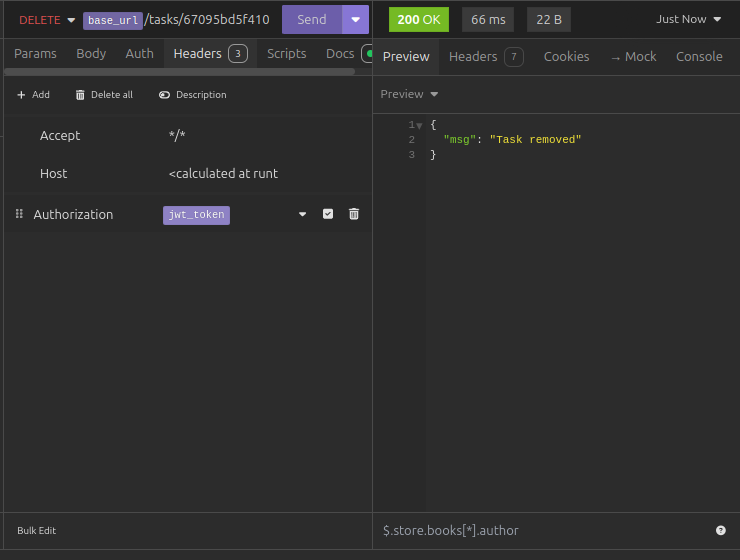 DELETE base_url/tasks/67095bd5f410 Send
200 OK 66 ms 22 B Just Now
Params Body Auth Headers 3 Scripts Docs
Preview Headers 7 Cookies → Mock Console
+ Add Delete all Description
Preview
Accept */*
Host <calculated at runt
Authorization jwt_token
1 {
2 "msg": "Task removed"
3 }
Bulk Edit
$.store.books[*].author ?